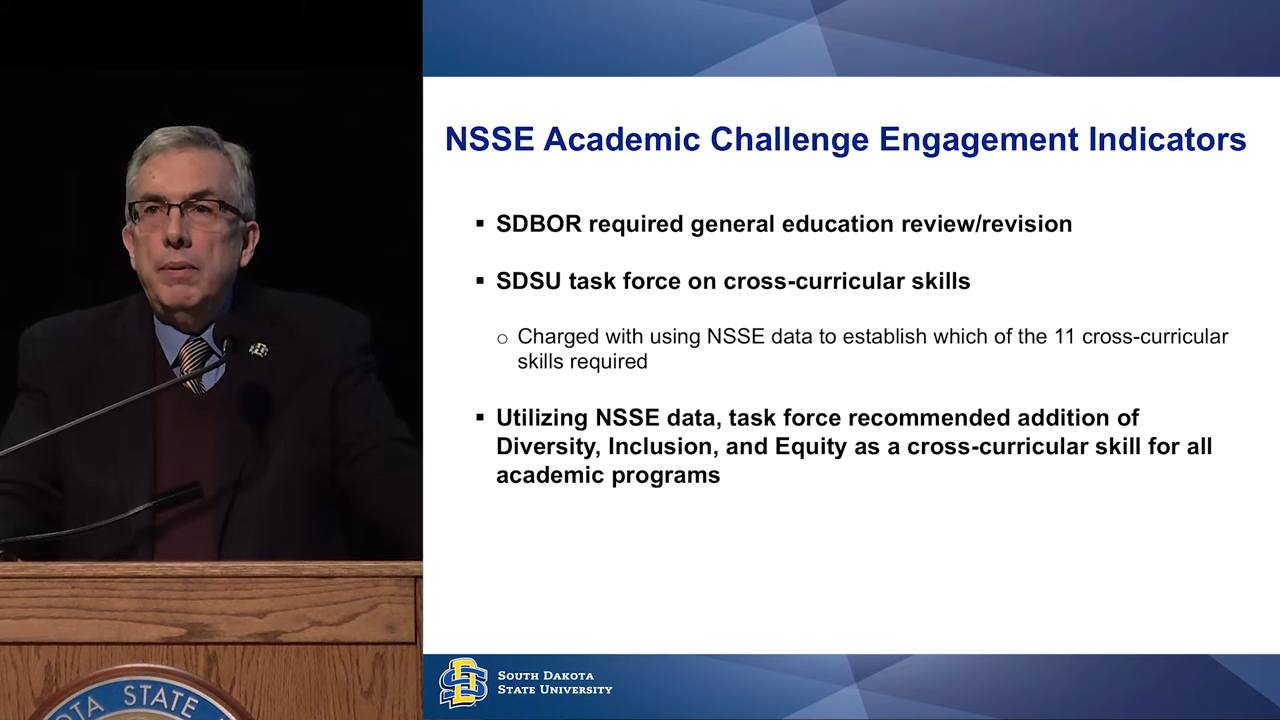 NSSE Academic Challenge Engagement Indicators
▪ SDBOR required general education review/revision
▪ SDSU task force on cross-curricular skills
o Charged with using NSSE data to establish which of the 11 cross-curricular
skills required
▪ Utilizing NSSE data, task force recommended addition of
Diversity, Inclusion, and Equity as a cross-curricular skill for all
academic programs
SOUTH DAKOTA
STATE UNIVERSITY
STATE